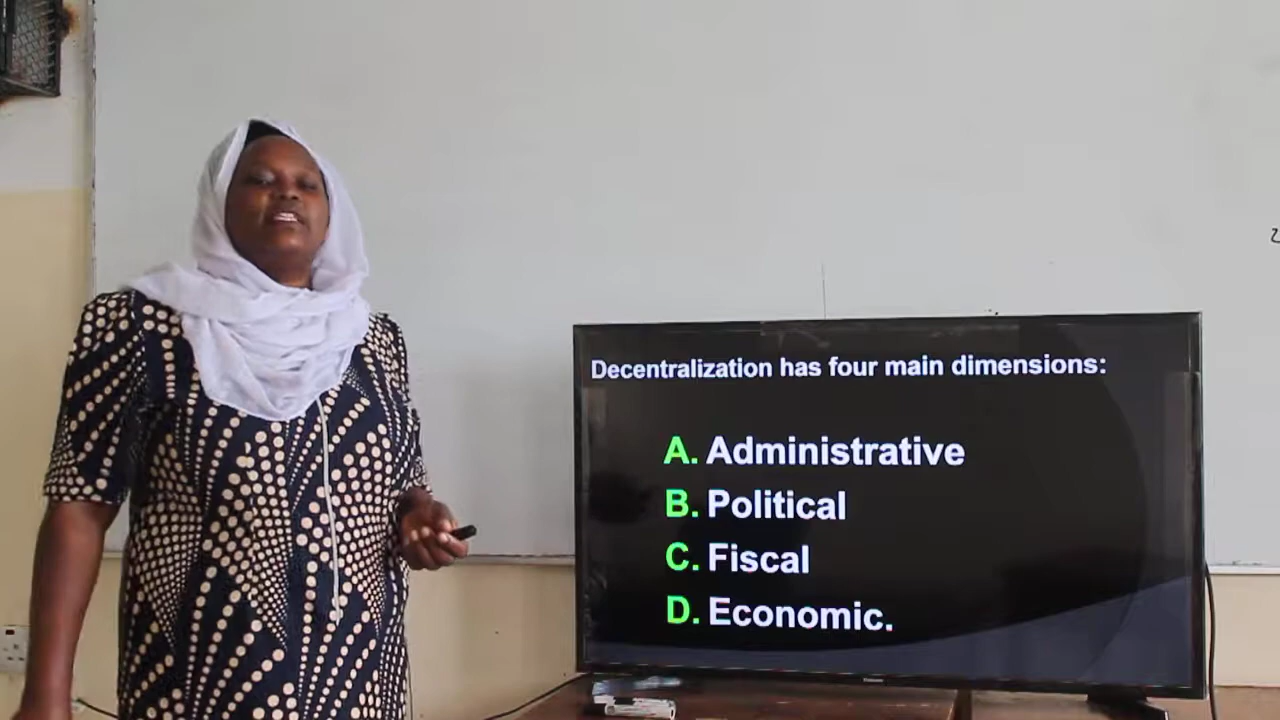 Decentralization has four main dimensions:
A. Administrative
B. Political
C. Fiscal
D. Economic.